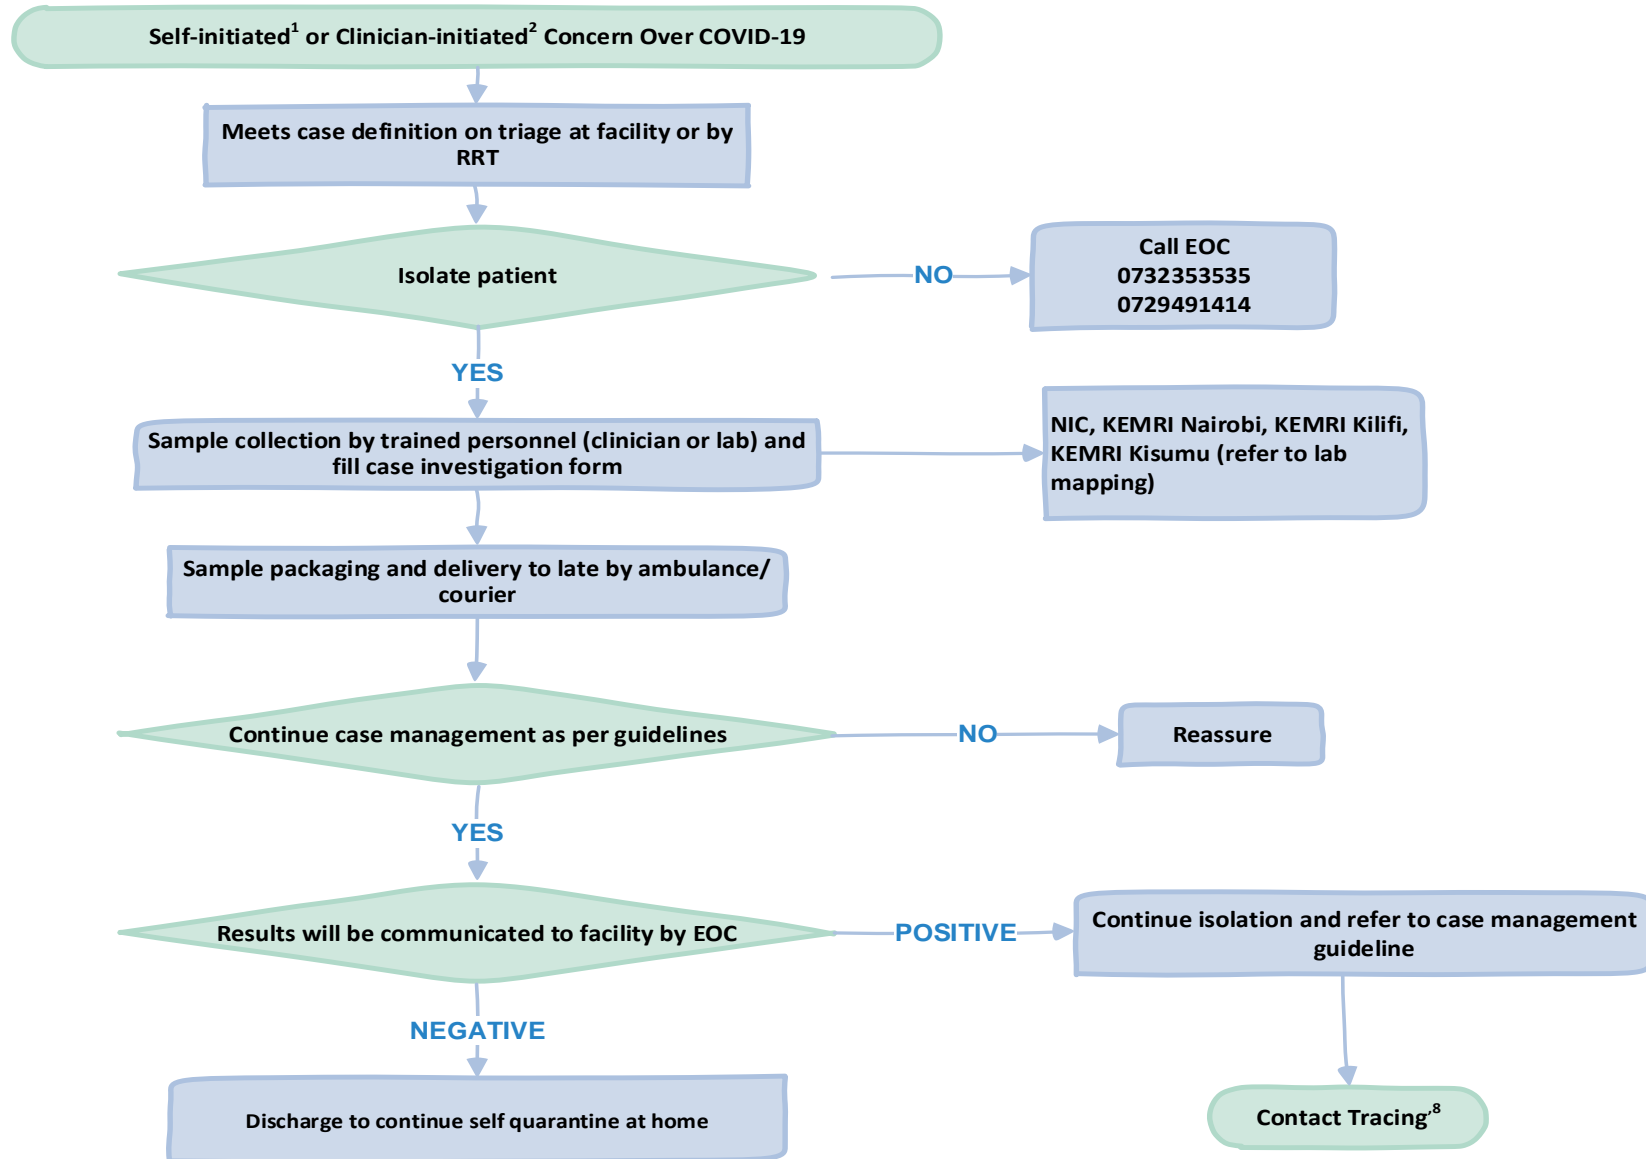 Self-initiated¹ or Clinician-initiated² Concern Over COVID-19
Meets case definition on triage at facility or by
RRT
Isolate patient
NO
Call EOC
0732353535
0729491414
YES
Sample collection by trained personnel (clinician or lab) and
fill case investigation form
NIC, KEMRI Nairobi, KEMRI Kilifi,
KEMRI Kisumu (refer to lab
mapping)
Sample packaging and delivery to late by ambulance/
courier
Continue case management as per guidelines
NO
Reassure
YES
Results will be communicated to facility by EOC
POSITIVE
Continue isolation and refer to case management
guideline
NEGATIVE
Discharge to continue self quarantine at home
Contact Tracing,⁸